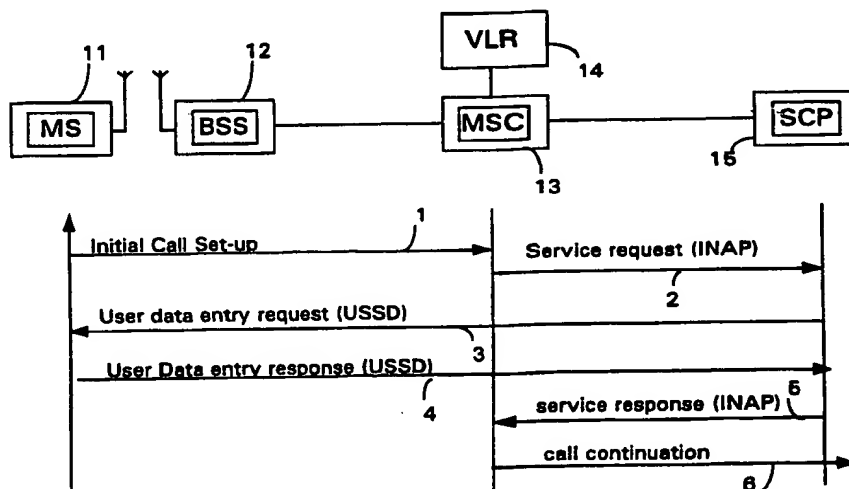 VLR
11
12
14
MS
BSS
MSC
SCP
13
15
1
Initial Call Set-up
Service request (INAP)
2
User data entry request (USSD)
3
User Data entry response (USSD)
4
5
service response (INAP)
call continuation
6